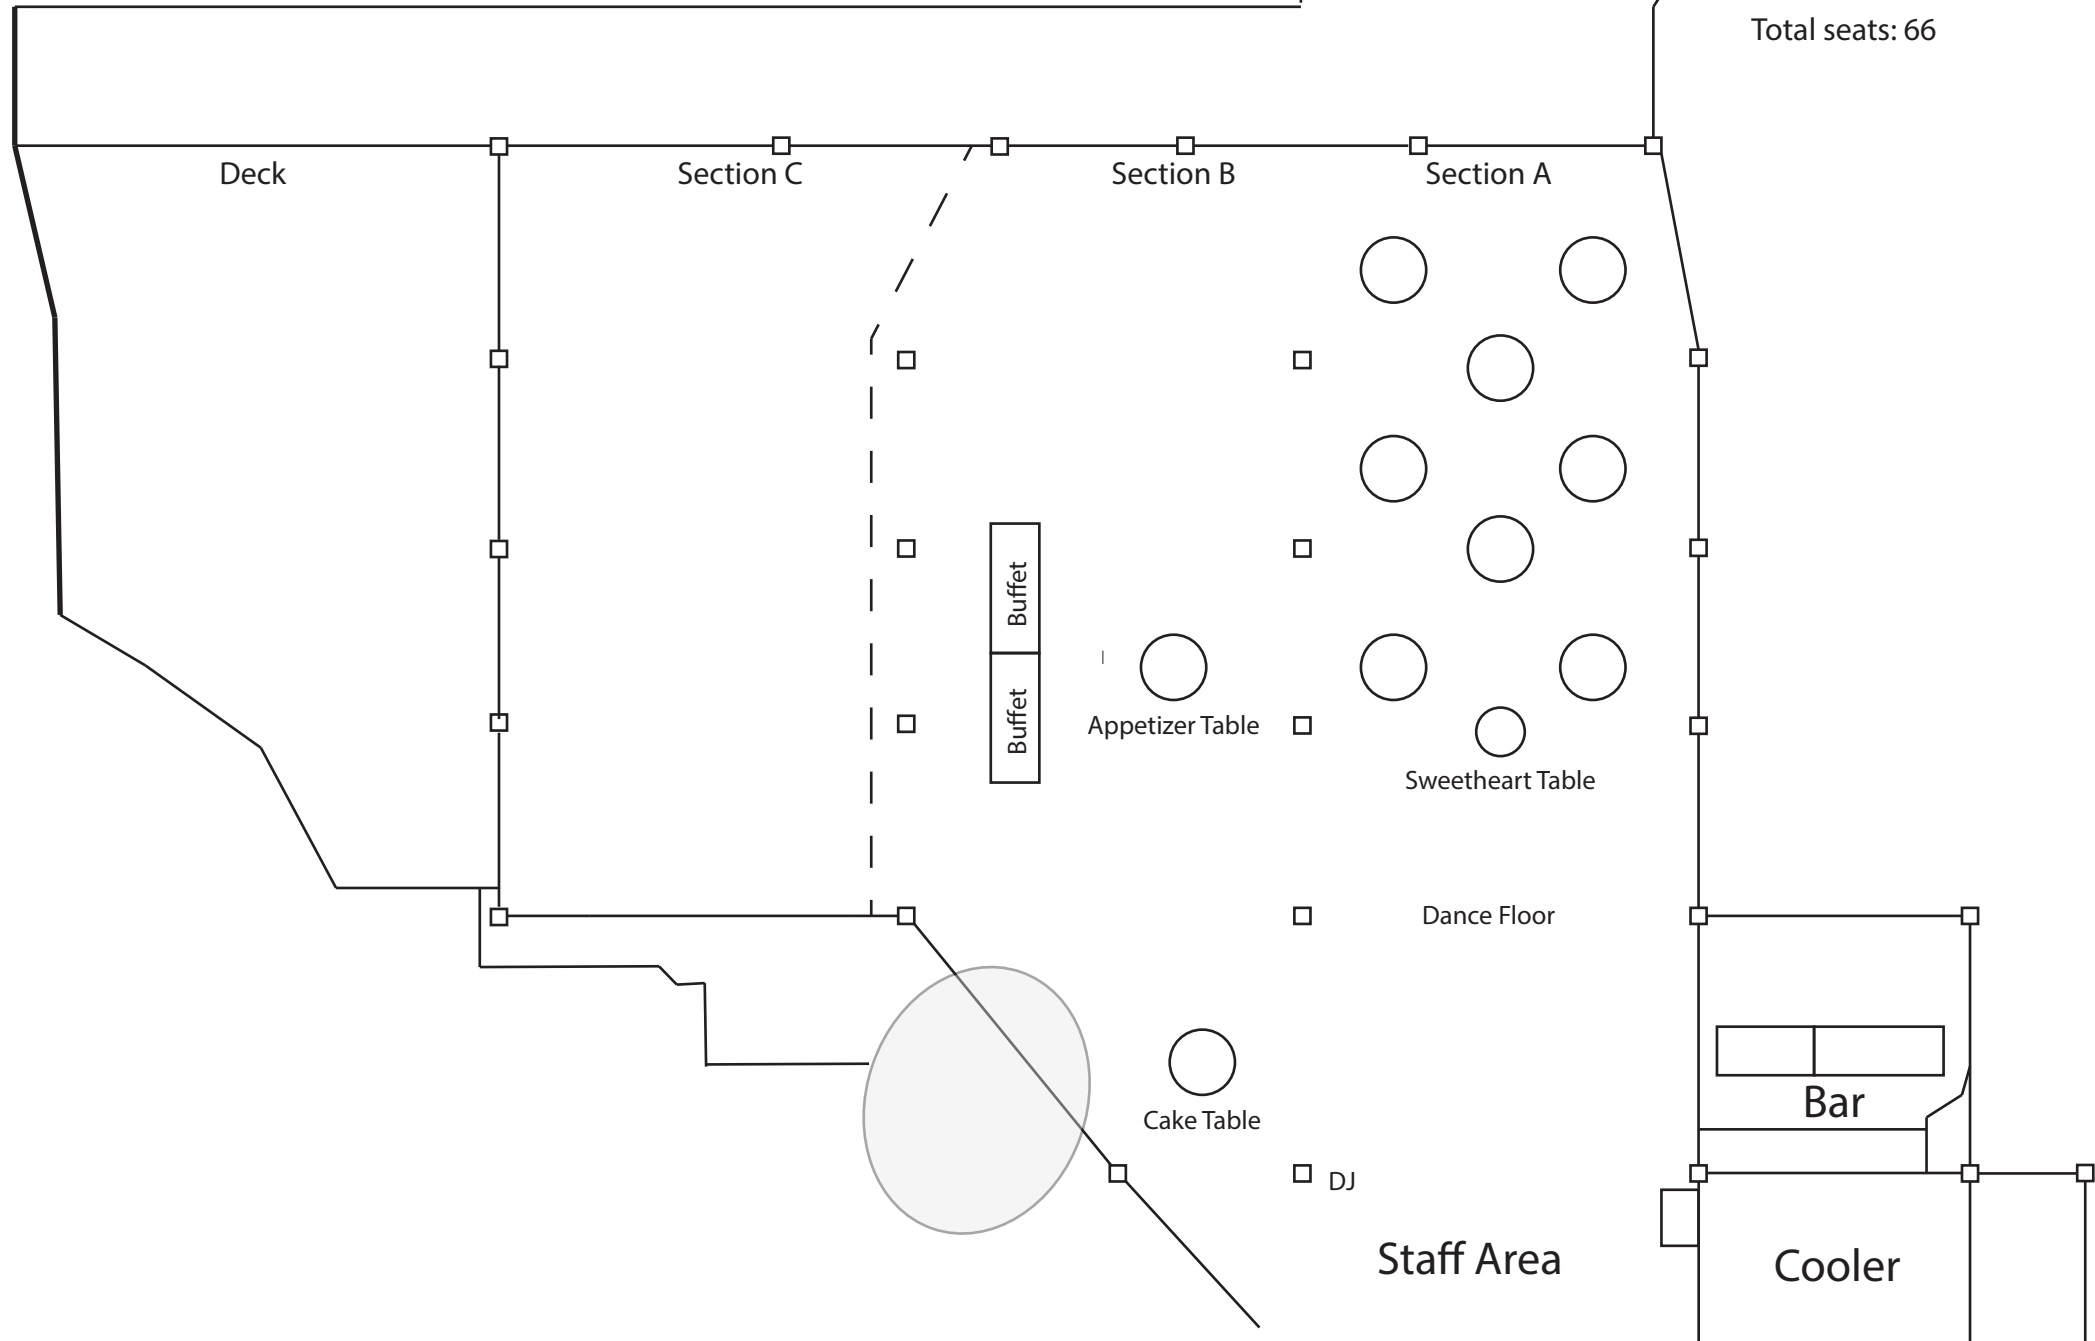 Total seats: 66
Deck
Section C
Section B
Section A
Buffet
Buffet
Appetizer Table
Sweetheart Table
Dance Floor
Bar
Cake Table
DJ
Staff Area
Cooler